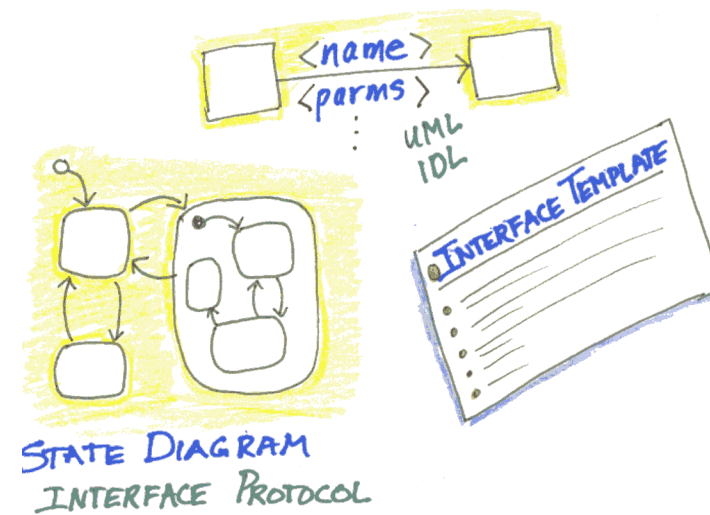 <name>
<parms>
UML
IDL
INTERFACE TEMPLATE
STATE DIAGRAM
INTERFACE PROTOCOL